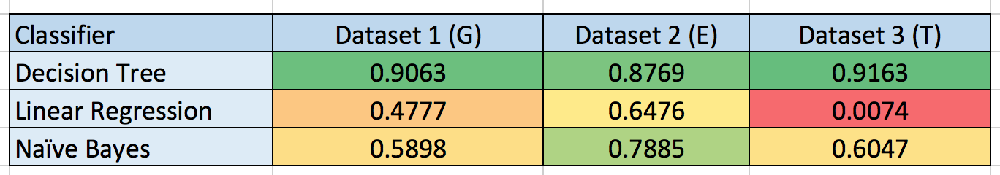 Classifier Dataset 1 (G) Dataset 2 (E) Dataset 3 (T)
Decision Tree 0.9063 0.8769 0.9163
Linear Regression 0.4777 0.6476 0.0074
Naïve Bayes 0.5898 0.7885 0.6047